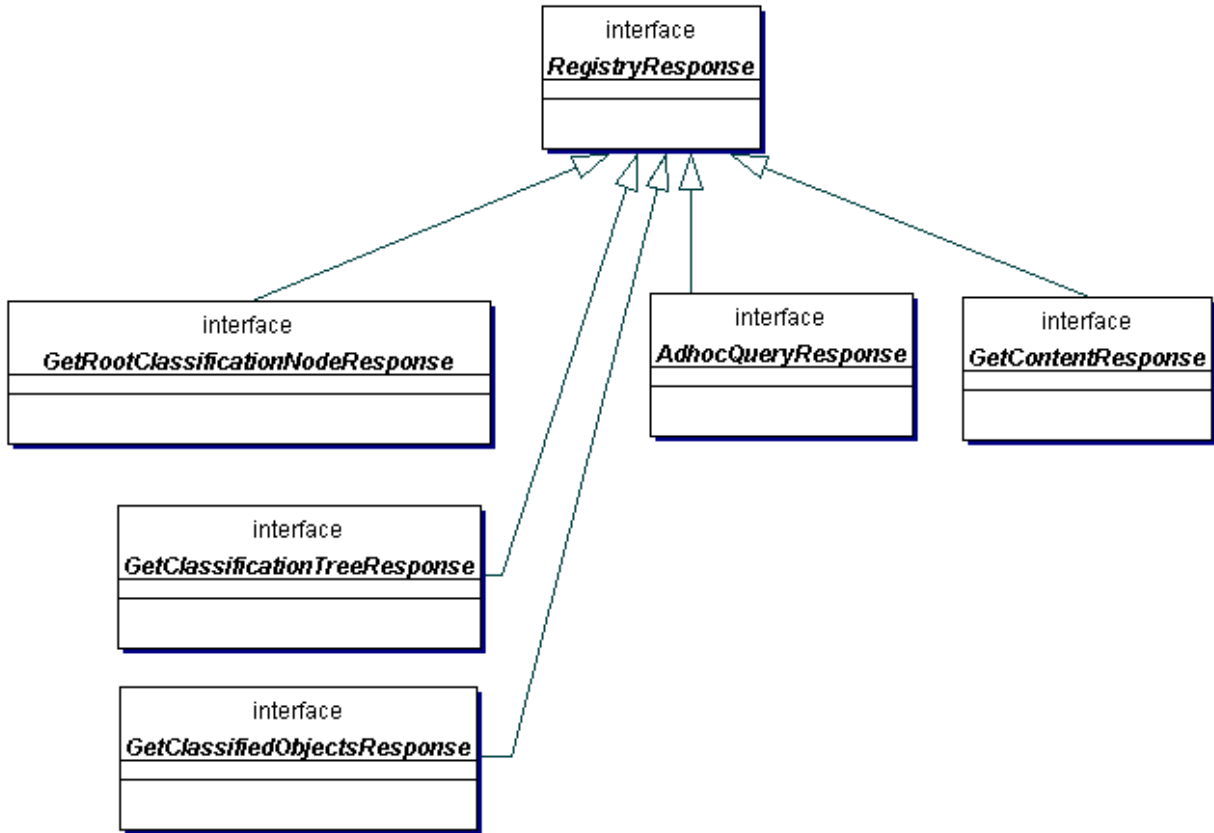 interface
RegistryResponse
interface
GetRootClassificationNodeResponse
interface
AdhocQueryResponse
interface
GetContentResponse
interface
GetClassificationTreeResponse
interface
GetClassifiedObjectsResponse